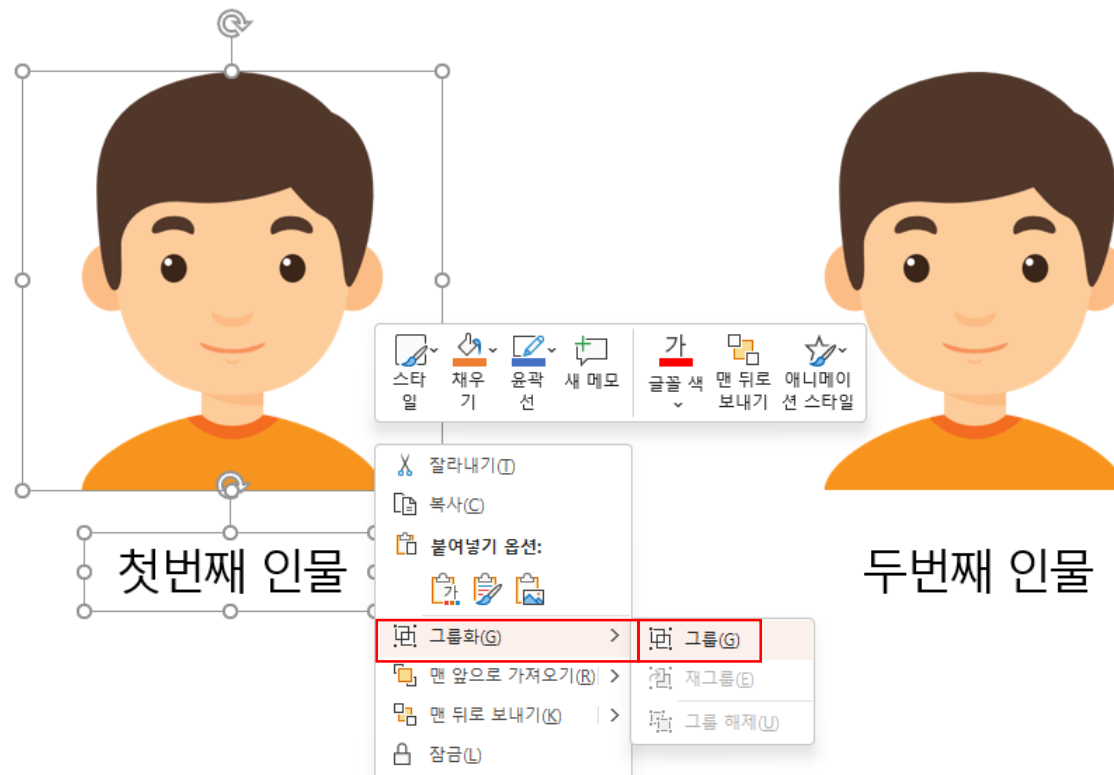 스타
일
채우
기
윤곽
선
새 메모
가
글꼴 색
맨 뒤로
보내기
애니메이
션 스타일
잘라내기(T)
복사(C)
붙여넣기 옵션:
가
그룹화(G)
맨 앞으로 가져오기(R)
맨 뒤로 보내기(K)
잠금(L)
그룹(G)
재그룹(E)
그룹 해제(U)
첫번째 인물
두번째 인물